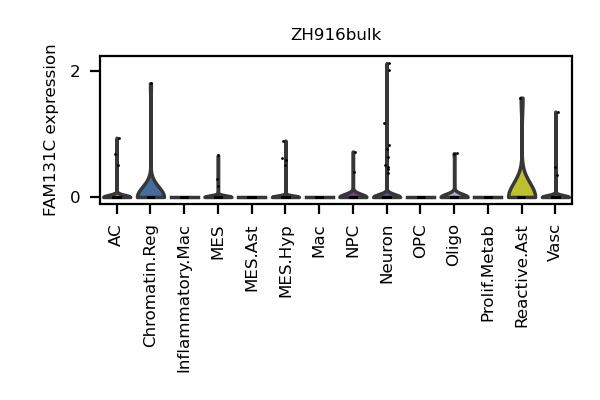 ZH916bulk
FAM131C expression
2
0
AC
Chromatin.Reg
Inflammatory.Mac
MES
MES.Ast
MES.Hyp
Mac
NPC
Neuron
OPC
Oligo
Prolif.Metab
Reactive.Ast
Vasc